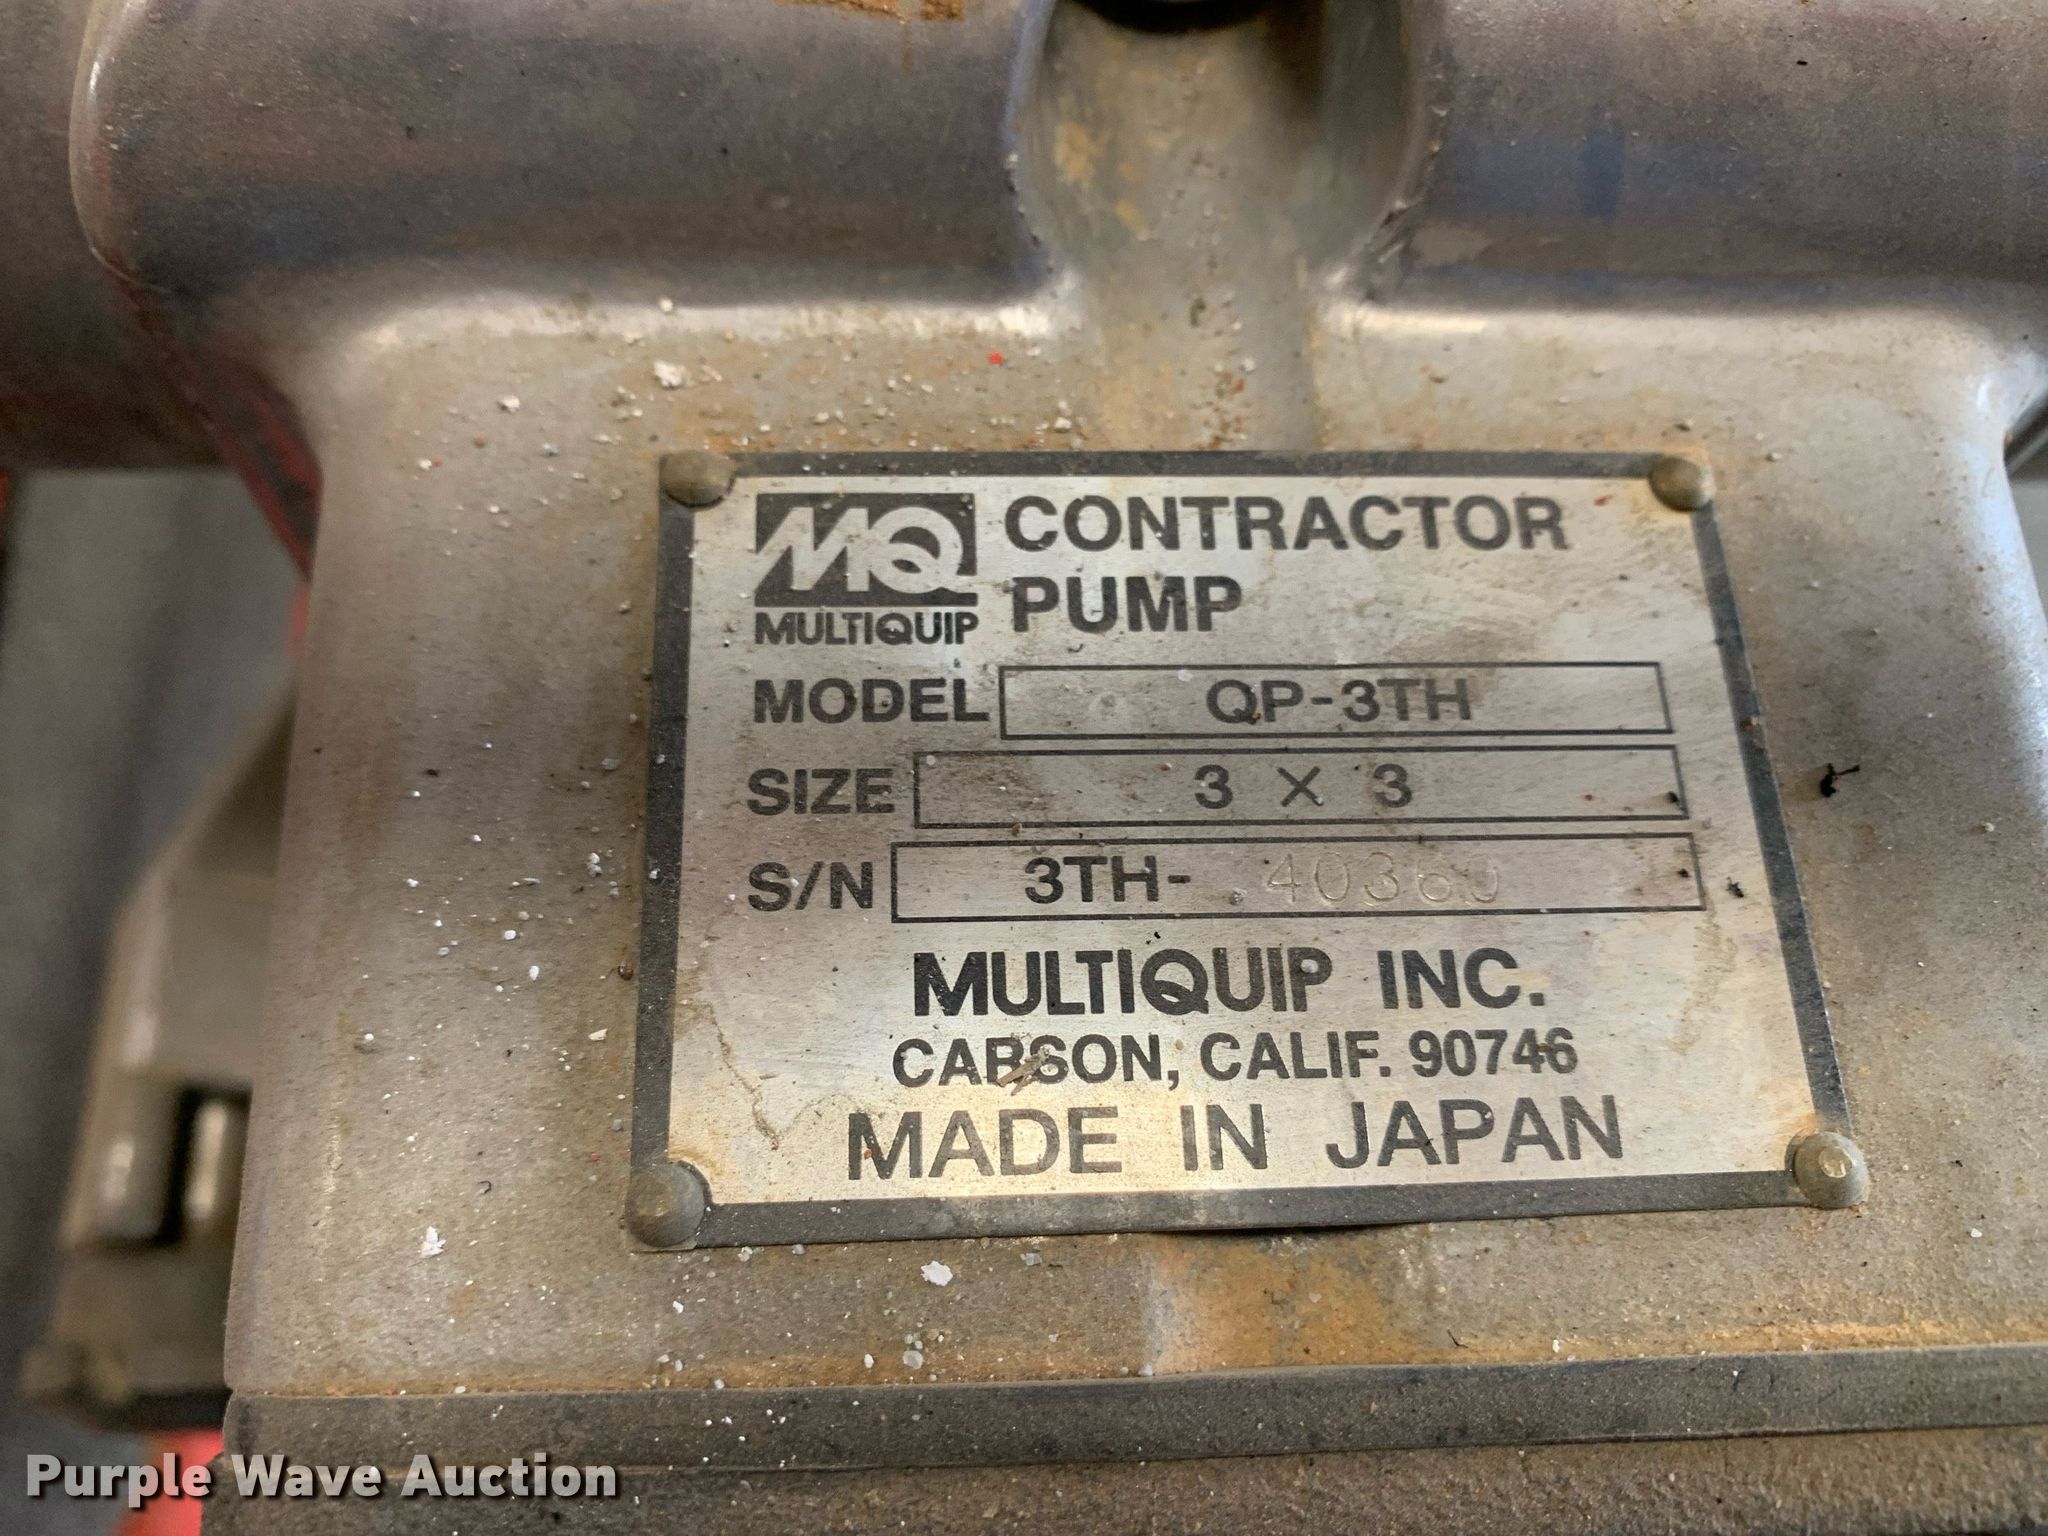 MQ CONTRACTOR
MULTIQUIP PUMP
MODEL QP-3TH
SIZE 3 × 3
S/N 3TH- 40360
MULTIQUIP INC.
CARSON, CALIF. 90746
MADE IN JAPAN
Purple Wave Auction